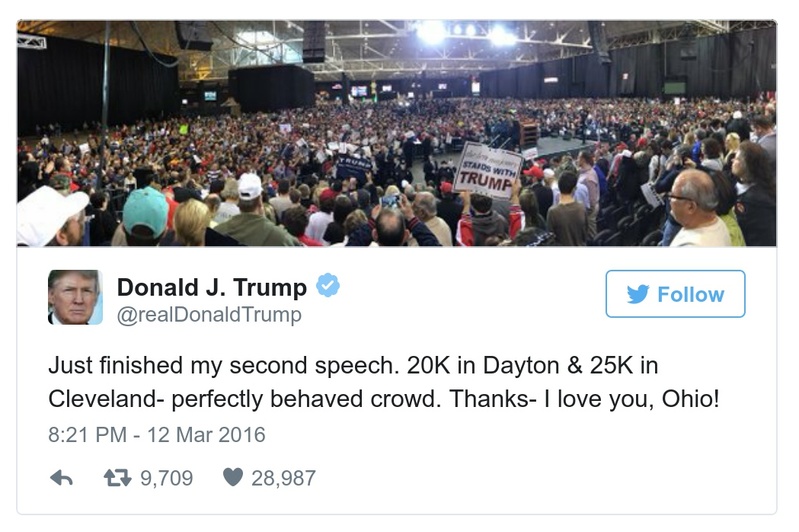 TRUMP
STANDS WITH
TRUMP
Donald J. Trump
@realDonaldTrump
Follow
Just finished my second speech. 20K in Dayton & 25K in
Cleveland- perfectly behaved crowd. Thanks- I love you, Ohio!
8:21 PM - 12 Mar 2016
9,709
28,987